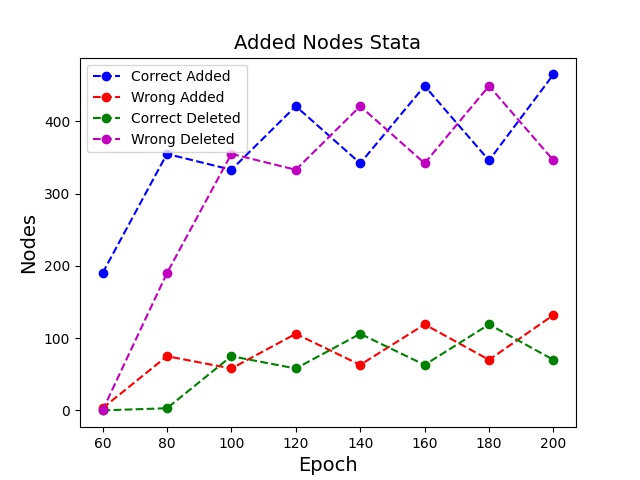 Added Nodes Stata
Correct Added
Wrong Added
Correct Deleted
Wrong Deleted
Nodes
400
300
200
100
0
60 80 100 120 140 160 180 200
Epoch